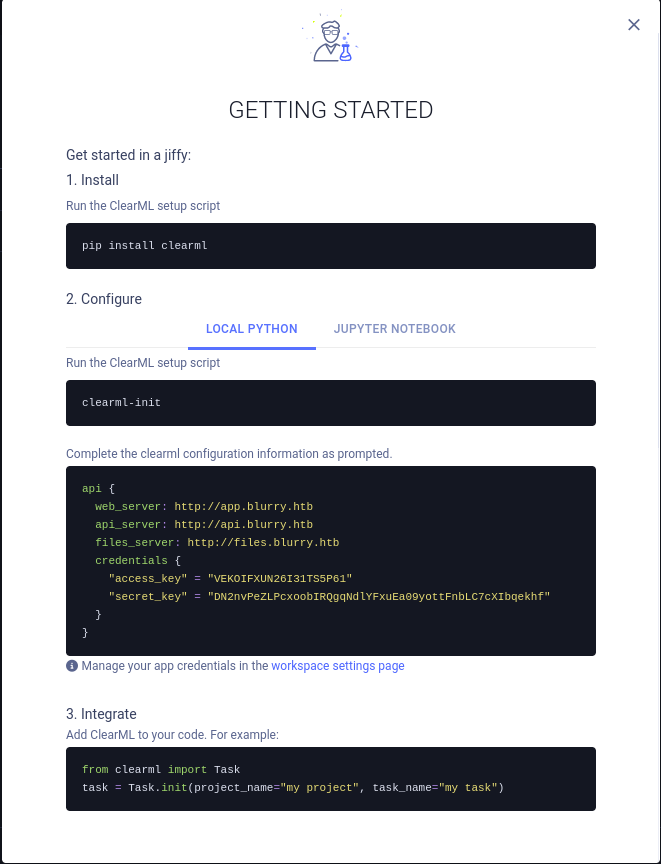 GETTING STARTED
Get started in a jiffy:
1. Install
Run the ClearML setup script
pip install clearml
2. Configure
LOCAL PYTHON
JUPYTER NOTEBOOK
Run the ClearML setup script
clearml-init
Complete the clearml configuration information as prompted.
api {
  web_server: http://app.blurry.htb
  api_server: http://api.blurry.htb
  files_server: http://files.blurry.htb
  credentials {
    "access_key" = "VEKOIFXUN26I31TS5P61"
    "secret_key" = "DN2nvPeZLPcxoobIRQgqNdlYFxuEa09yottFnbLC7cXIbqekhf"
  }
}
Manage your app credentials in the workspace settings page
3. Integrate
Add ClearML to your code. For example:
from clearml import Task
task = Task.init(project_name="my project", task_name="my task")